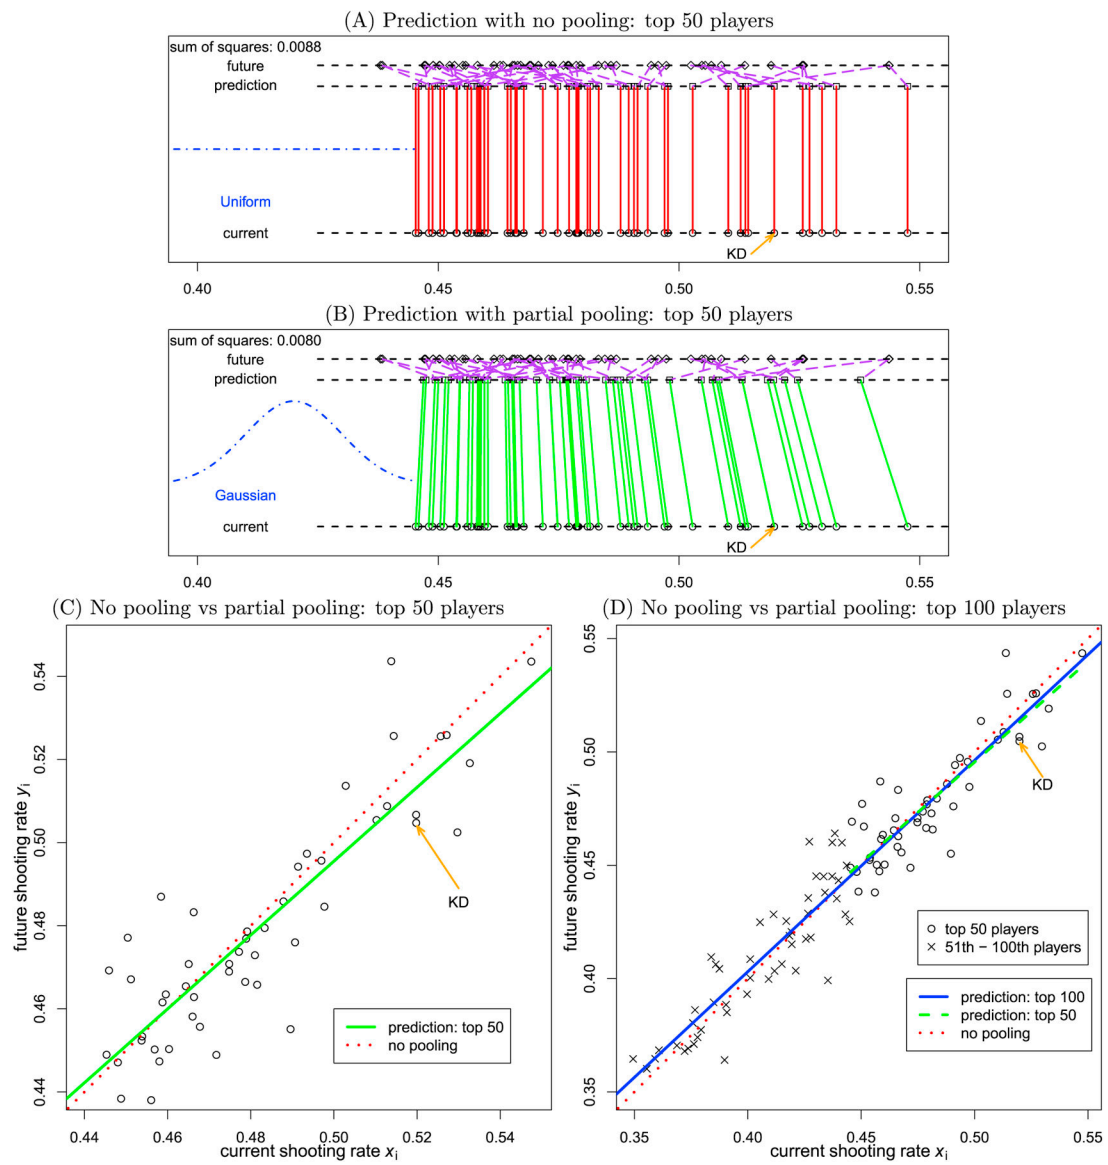 (A) Prediction with no pooling: top 50 players
sum of squares: 0.0088
future
prediction
Uniform
current
KD
0.40 0.45 0.50 0.55
(B) Prediction with partial pooling: top 50 players
sum of squares: 0.0080
future
prediction
Gaussian
current
KD
0.40 0.45 0.50 0.55
(C) No pooling vs partial pooling: top 50 players
future shooting rate yi
0.54
0.52
0.50
0.48
0.46
0.44
KD
prediction: top 50
no pooling
0.44 0.46 0.48 0.50 0.52 0.54
current shooting rate xi
(D) No pooling vs partial pooling: top 100 players
future shooting rate yi
0.55
0.50
0.45
0.40
0.35
KD
top 50 players
51th − 100th players
prediction: top 100
prediction: top 50
no pooling
0.35 0.40 0.45 0.50 0.55
current shooting rate xi